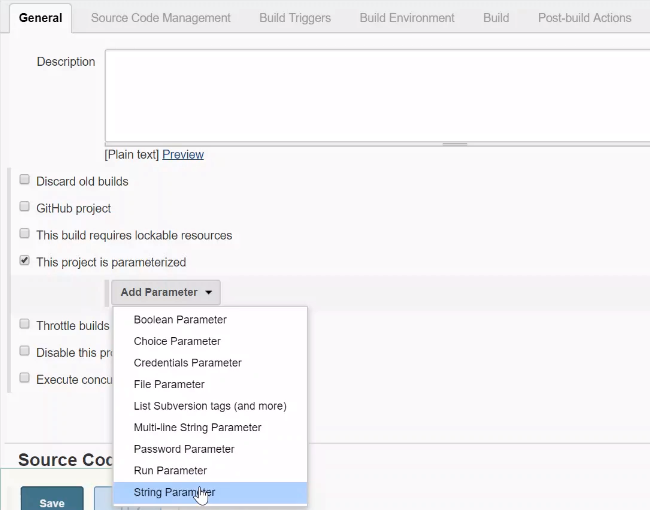 General Source Code Management Build Triggers Build Environment Build Post-build Actions
Description
[Plain text] Preview
Discard old builds
GitHub project
This build requires lockable resources
This project is parameterized
Add Parameter
Throttle builds
Disable this pr
Execute concu
Boolean Parameter
Choice Parameter
Credentials Parameter
File Parameter
List Subversion tags (and more)
Multi-line String Parameter
Password Parameter
Run Parameter
String Parameter
Source Co
Save